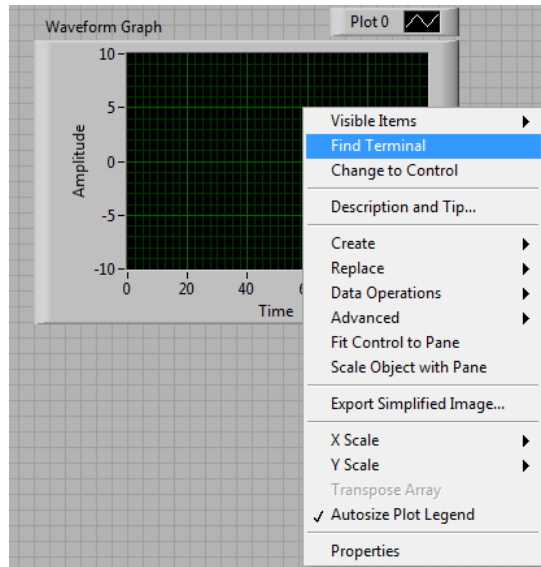 Waveform Graph
Plot 0
10
5
0
-5
-10
Amplitude
0 20 40
Time
Visible Items
Find Terminal
Change to Control
Description and Tip...
Create
Replace
Data Operations
Advanced
Fit Control to Pane
Scale Object with Pane
Export Simplified Image...
X Scale
Y Scale
Transpose Array
Autosize Plot Legend
Properties